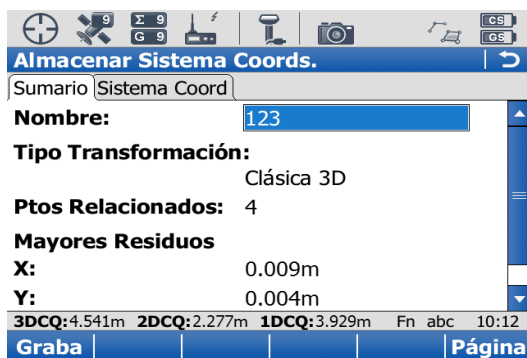 9 Σ 9 CS
G 9 GS
Almacenar Sistema Coords.
Sumario Sistema Coord
Nombre: 123
Tipo Transformación:
Clásica 3D
Ptos Relacionados: 4
Mayores Residuos
X: 0.009m
Y: 0.004m
3DCQ:4.541m 2DCQ:2.277m 1DCQ:3.929m Fn abc 10:12
Graba Página